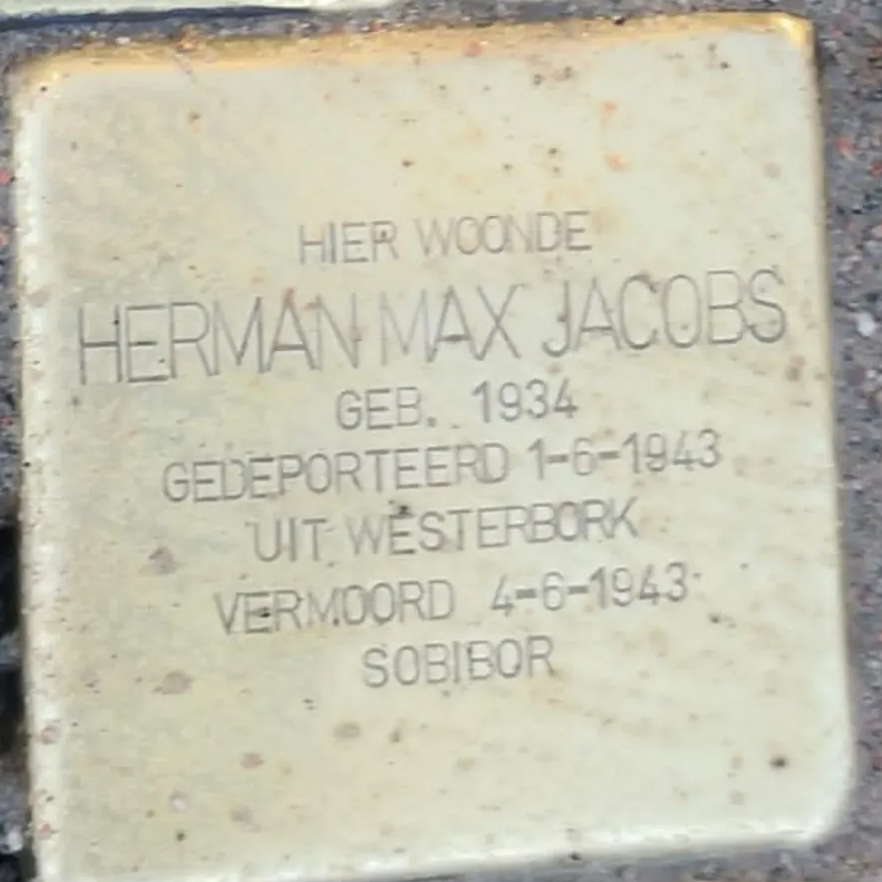 HIER WOONDE
HERMAN MAX JACOBS
GEB. 1934
GEDEPORTEERD 1-6-1943
UIT WESTERBORK
VERMOORD 4-6-1943
SOBIBOR